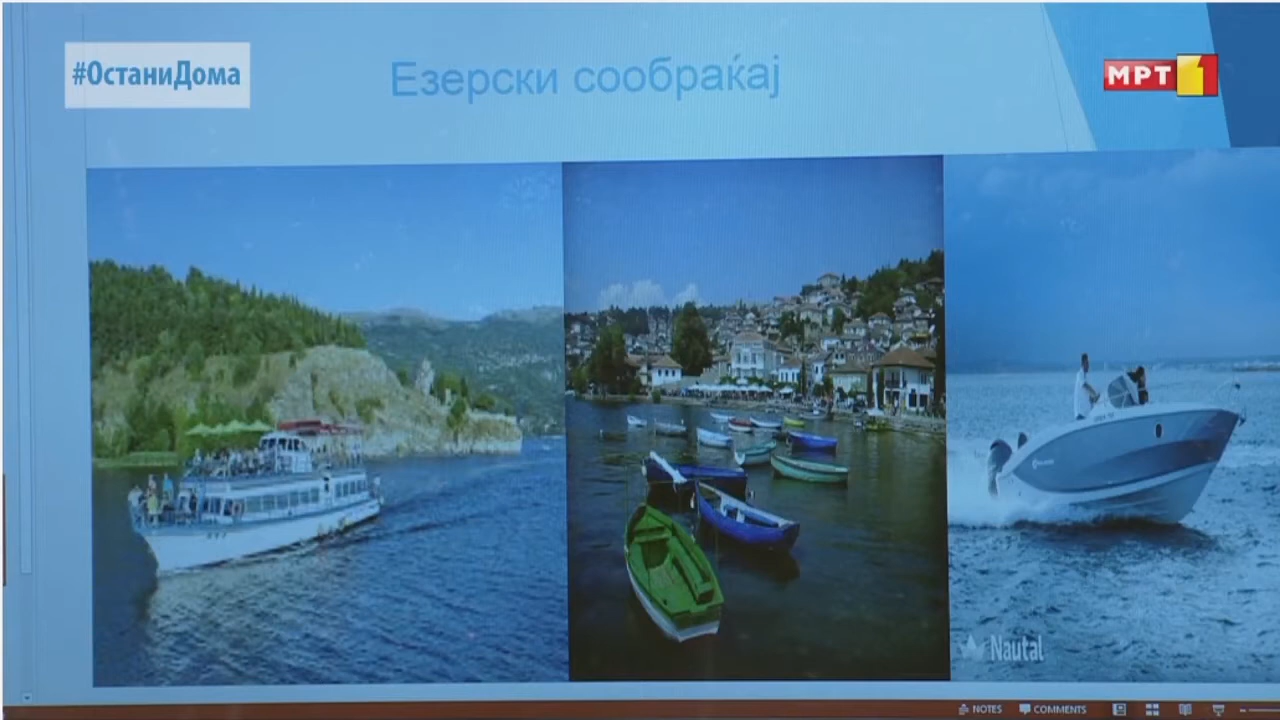 #ОстаниДома
Езерски сообраќај
МРТ 1
Nautal
NOTES
COMMENTS